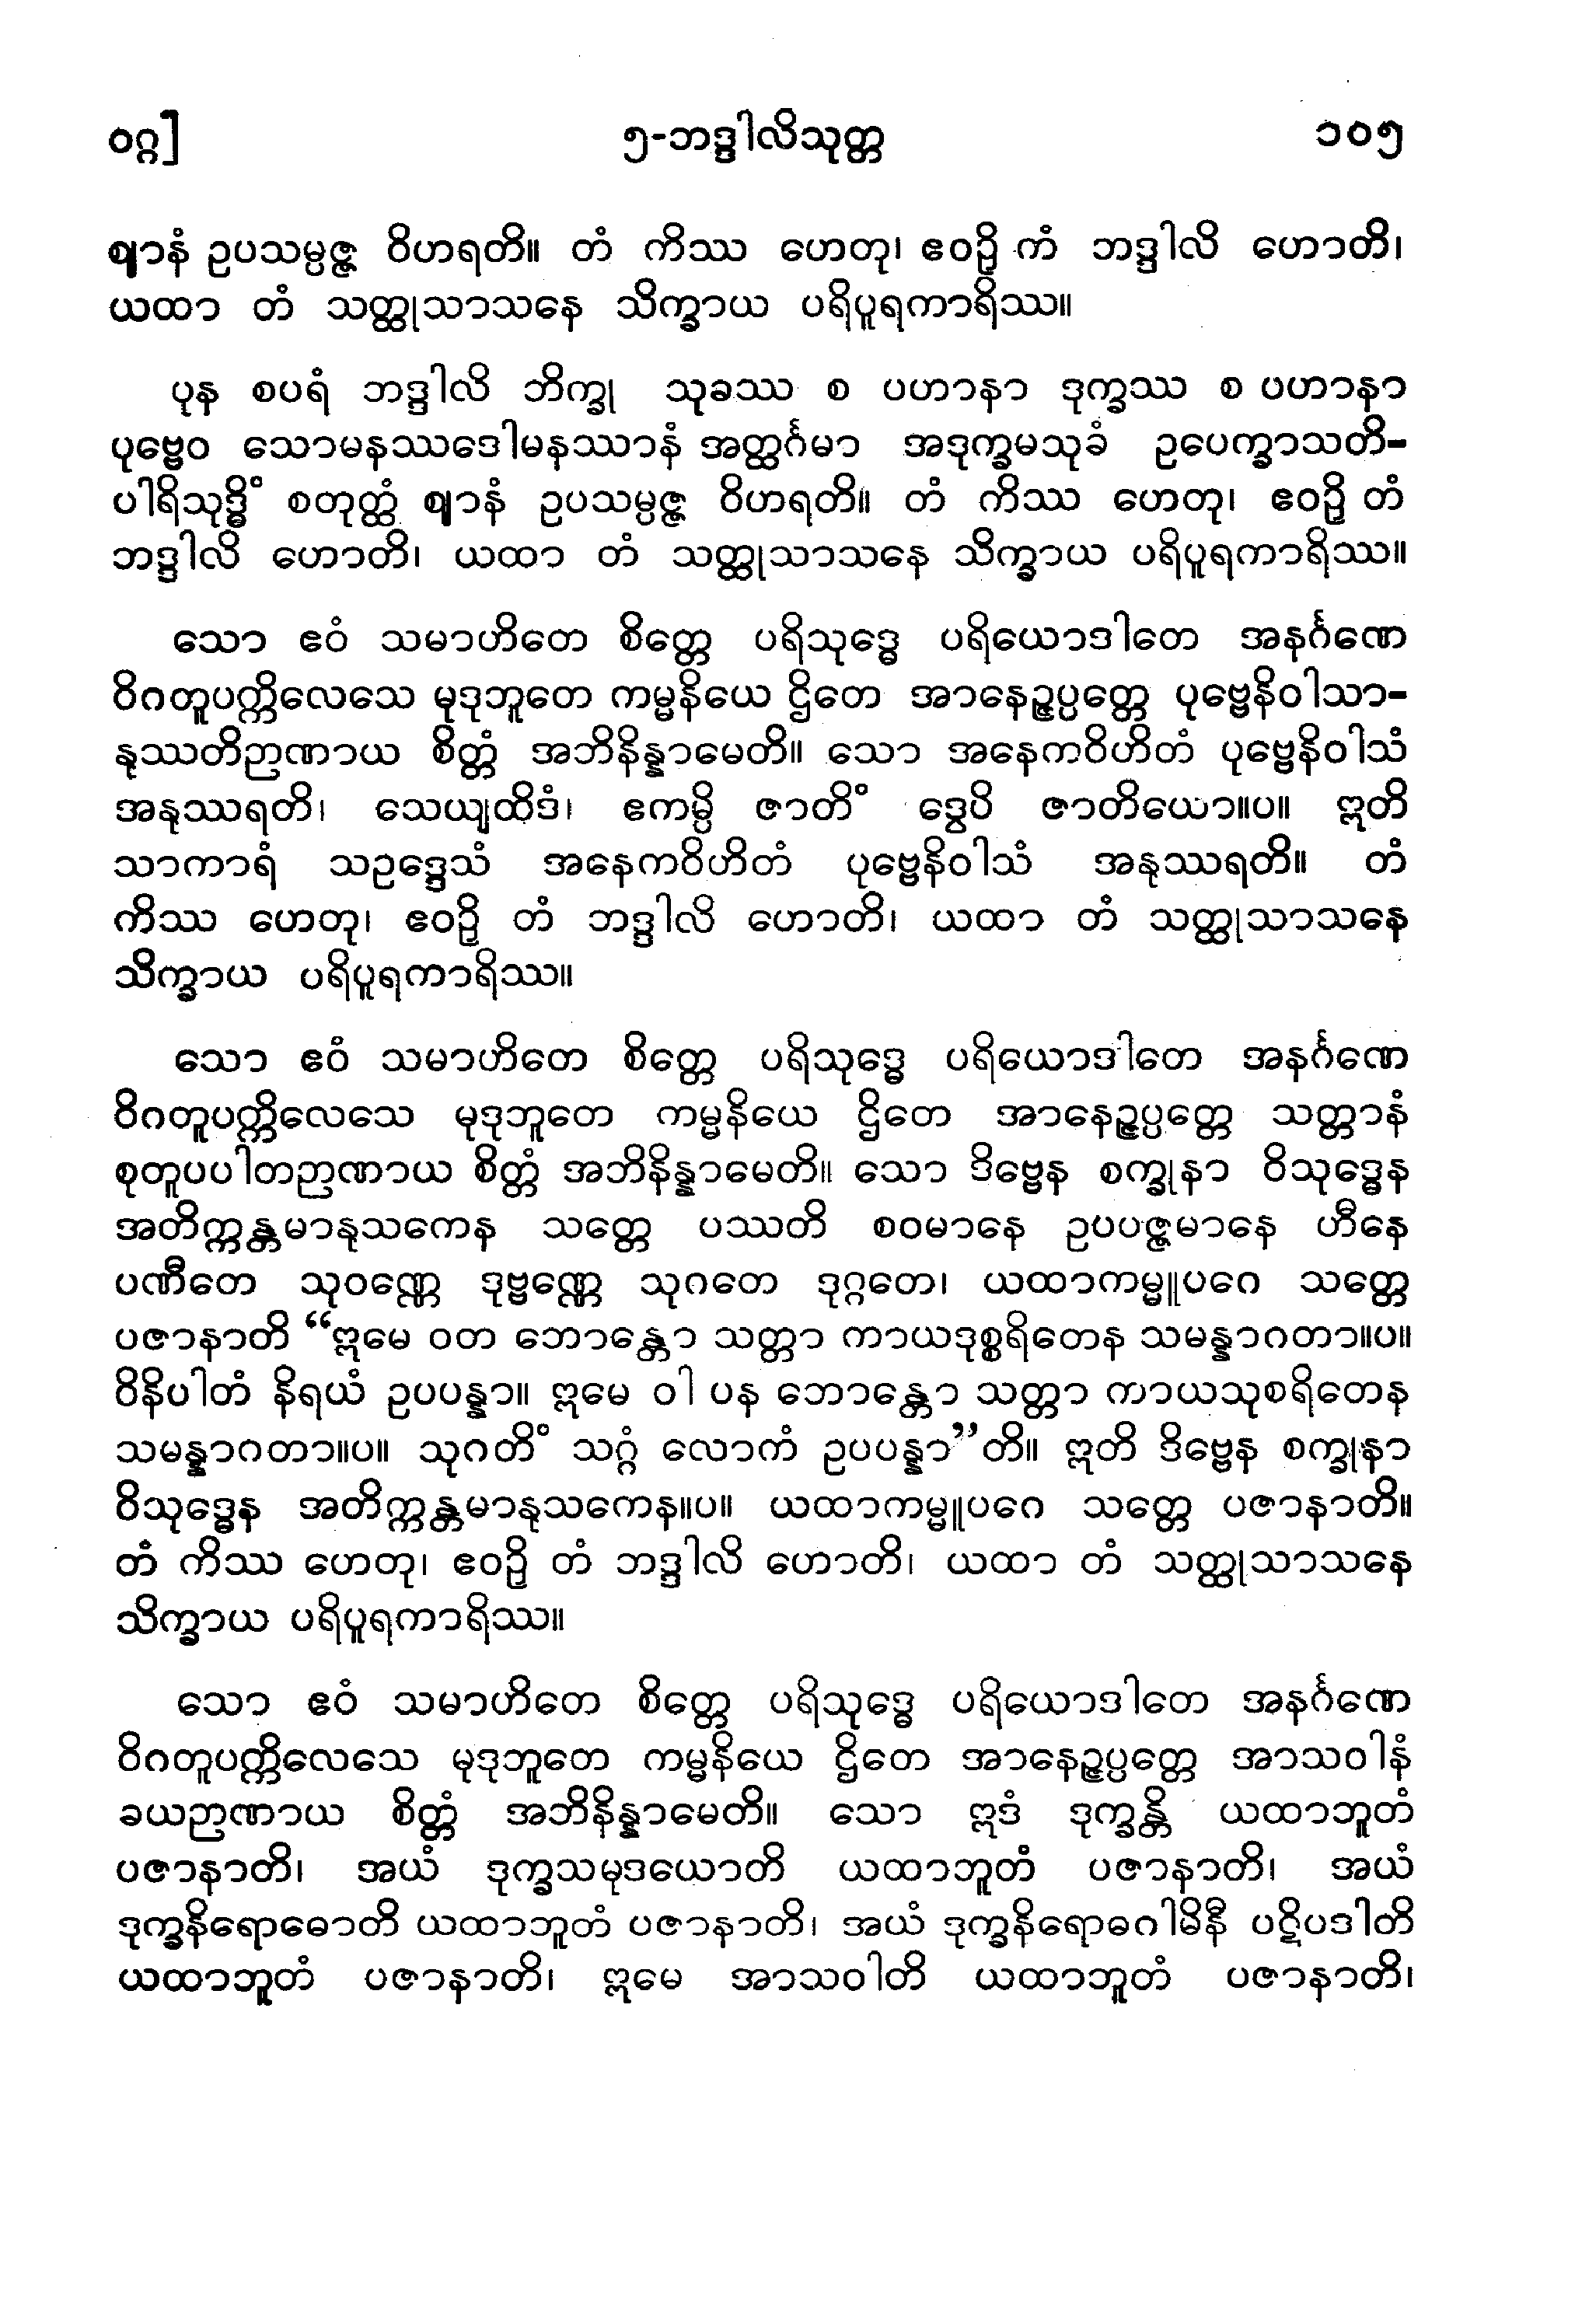 ဝဂ္ဂ]
၅-ဘဒ္ဒါလိသုတ္တ
၁၀၅
ဈာနံ ဥပသမ္ပဇ္ဇ ဝိဟရတိ။ တံ ကိဿ ဟေတု၊ ဧဝဉှိ ကံ ဘဒ္ဒါလိ ဟောတိ၊
ယထာ တံ သတ္ထုသာသနေ သိက္ခာယ ပရိပူရကာရိဿ။
ပုန စပရံ ဘဒ္ဒါလိ ဘိက္ခု သုခဿ စ ပဟာနာ ဒုက္ခဿ စ ပဟာနာ
ပုဗ္ဗေဝ သောမနဿဒေါမနဿာနံ အတ္ထင်္ဂမာ အဒုက္ခမသုခံ ဥပေက္ခာသတိ-
ပါရိသုဒ္ဓိံ စတုတ္ထံ ဈာနံ ဥပသမ္ပဇ္ဇ ဝိဟရတိ။ တံ ကိဿ ဟေတု၊ ဧဝဉှိ တံ
ဘဒ္ဒါလိ ဟောတိ၊ ယထာ တံ သတ္ထုသာသနေ သိက္ခာယ ပရိပူရကာရိဿ။
သော ဧဝံ သမာဟိတေ စိတ္တေ ပရိသုဒ္ဓေ ပရိယောဒါတေ အနင်္ဂဏေ
ဝိဂတူပက္ကိလေသေ မုဒုဘူတေ ကမ္မနိယေ ဌိတေ အာနေဉ္ဇပ္ပတ္တေ ပုဗ္ဗေနိဝါသာ-
နုဿတိဉာဏာယ စိတ္တံ အဘိနိန္နာမေတိ။ သော အနေကဝိဟိတံ ပုဗ္ဗေနိဝါသံ
အနုဿရတိ၊ သေယျထိဒံ၊ ဧကမ္ပိ ဇာတိံ ဒွေပိ ဇာတိယော။ပ။ ဣတိ
သာကာရံ သဥဒ္ဒေသံ အနေကဝိဟိတံ ပုဗ္ဗေနိဝါသံ အနုဿရတိ။ တံ
ကိဿ ဟေတု၊ ဧဝဉှိ တံ ဘဒ္ဒါလိ ဟောတိ၊ ယထာ တံ သတ္ထုသာသနေ
သိက္ခာယ ပရိပူရကာရိဿ။
သော ဧဝံ သမာဟိတေ စိတ္တေ ပရိသုဒ္ဓေ ပရိယောဒါတေ အနင်္ဂဏေ
ဝိဂတူပက္ကိလေသေ မုဒုဘူတေ ကမ္မနိယေ ဌိတေ အာနေဉ္ဇပ္ပတ္တေ သတ္တာနံ
စုတူပပါတဉာဏာယ စိတ္တံ အဘိနိန္နာမေတိ။ သော ဒိဗ္ဗေန စက္ခုနာ ဝိသုဒ္ဓေန
အတိက္ကန္တမာနုသကေန သတ္တေ ပဿတိ စဝမာနေ ဥပပဇ္ဇမာနေ ဟီနေ
ပဏီတေ သုဝဏ္ဏေ ဒုဗ္ဗဏ္ဏေ သုဂတေ ဒုဂ္ဂတေ၊ ယထာကမ္မူပဂေ သတ္တေ
ပဇာနာတိ “ဣမေ ဝတ ဘောန္တော သတ္တာ ကာယဒုစ္စရိတေန သမန္နာဂတာ။ပ။
ဝိနိပါတံ နိရယံ ဥပပန္နာ။ ဣမေ ဝါ ပန ဘောန္တော သတ္တာ ကာယသုစရိတေန
သမန္နာဂတာ။ပ။ သုဂတိံ သဂ္ဂံ လောကံ ဥပပန္နာ”တိ။ ဣတိ ဒိဗ္ဗေန စက္ခုနာ
ဝိသုဒ္ဓေန အတိက္ကန္တမာနုသကေန။ပ။ ယထာကမ္မူပဂေ သတ္တေ ပဇာနာတိ။
တံ ကိဿ ဟေတု၊ ဧဝဉှိ တံ ဘဒ္ဒါလိ ဟောတိ၊ ယထာ တံ သတ္ထုသာသနေ
သိက္ခာယ ပရိပူရကာရိဿ။
သော ဧဝံ သမာဟိတေ စိတ္တေ ပရိသုဒ္ဓေ ပရိယောဒါတေ အနင်္ဂဏေ
ဝိဂတူပက္ကိလေသေ မုဒုဘူတေ ကမ္မနိယေ ဌိတေ အာနေဉ္ဇပ္ပတ္တေ အာသဝါနံ
ခယဉာဏာယ စိတ္တံ အဘိနိန္နာမေတိ။ သော ဣဒံ ဒုက္ခန္တိ ယထာဘူတံ
ပဇာနာတိ၊ အယံ ဒုက္ခသမုဒယောတိ ယထာဘူတံ ပဇာနာတိ၊ အယံ
ဒုက္ခနိရောဓောတိ ယထာဘူတံ ပဇာနာတိ၊ အယံ ဒုက္ခနိရောဓဂါမိနီ ပဋိပဒါတိ
ယထာဘူတံ ပဇာနာတိ၊ ဣမေ အာသဝါတိ ယထာဘူတံ ပဇာနာတိ၊